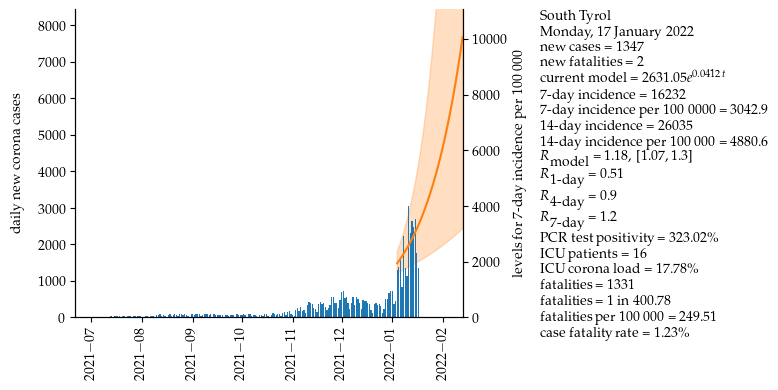 8000
7000
6000
5000
4000
3000
2000
1000
0
daily new corona cases
2021−07
2021−08
2021−09
2021−10
2021−11
2021−12
2022−01
2022−02
10000
8000
6000
4000
2000
0
levels for 7-day incidence per 100 000
South Tyrol
Monday, 17 January 2022
new cases = 1347
new fatalities = 2
current model = 2631.05e^0.0412 t
7-day incidence = 16232
7-day incidence per 100 0000 = 3042.9
14-day incidence = 26035
14-day incidence per 100 000 = 4880.6
R_model = 1.18, [1.07, 1.3]
R_1-day = 0.51
R_4-day = 0.9
R_7-day = 1.2
PCR test positivity = 323.02%
ICU patients = 16
ICU corona load = 17.78%
fatalities = 1331
fatalities = 1 in 400.78
fatalities per 100 000 = 249.51
case fatality rate = 1.23%